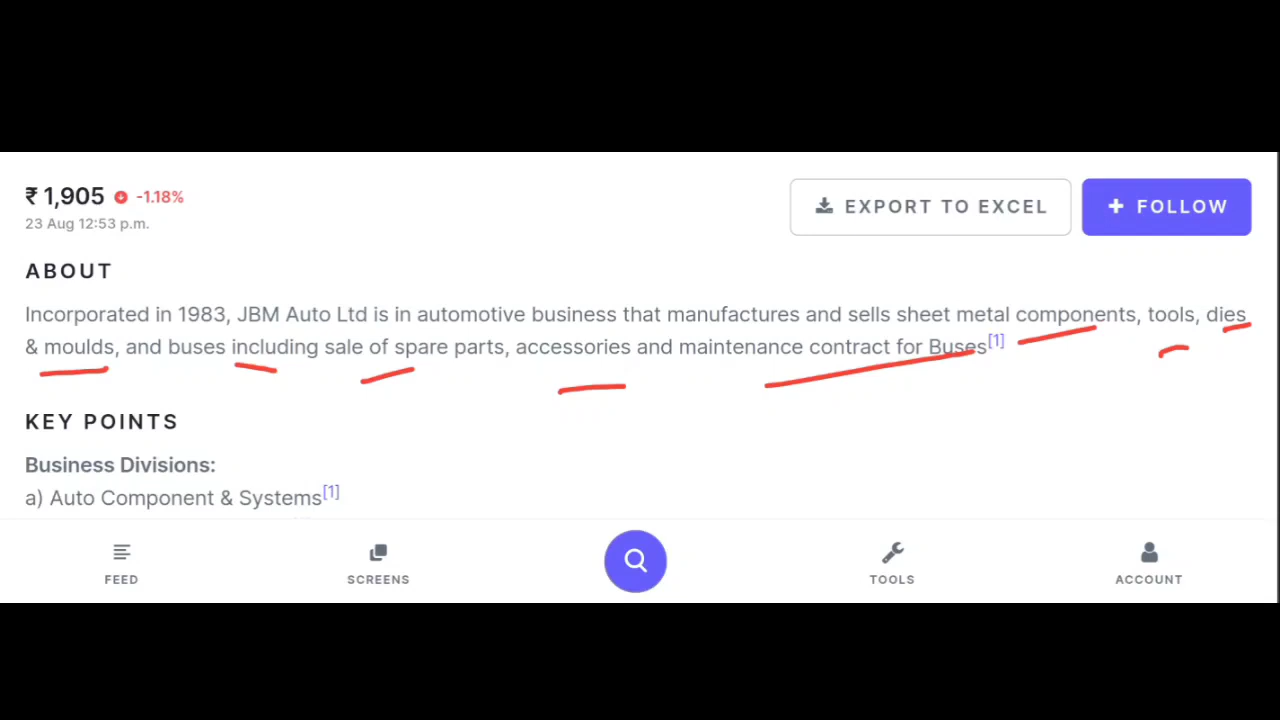 ₹ 1,905 -1.18%
23 Aug 12:53 p.m.
EXPORT TO EXCEL
FOLLOW
ABOUT
Incorporated in 1983, JBM Auto Ltd is in automotive business that manufactures and sells sheet metal components, tools, dies
& moulds, and buses including sale of spare parts, accessories and maintenance contract for Buses[1]
KEY POINTS
Business Divisions:
a) Auto Component & Systems[1]
FEED
SCREENS
TOOLS
ACCOUNT